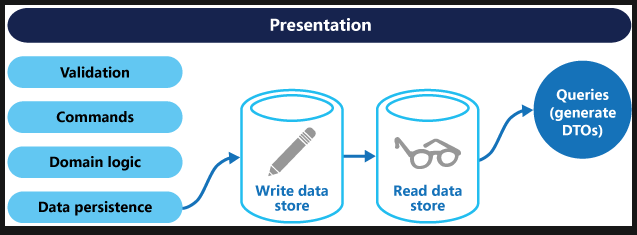 Presentation
Validation
Commands
Domain logic
Data persistence
Write data
store
Read data
store
Queries
(generate
DTOs)